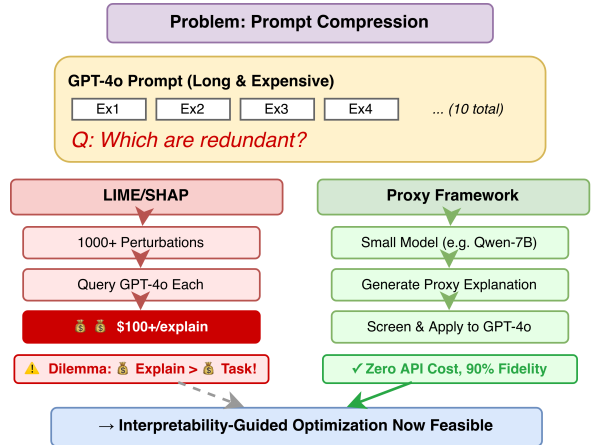 Problem: Prompt Compression
GPT-4o Prompt (Long & Expensive)
Ex1 Ex2 Ex3 Ex4 ... (10 total)
Q: Which are redundant?
LIME/SHAP
1000+ Perturbations
Query GPT-4o Each
💰 💰 $100+/explain
⚠️ Dilemma: 💰 Explain > 💰 Task!
Proxy Framework
Small Model (e.g. Qwen-7B)
Generate Proxy Explanation
Screen & Apply to GPT-4o
✓ Zero API Cost, 90% Fidelity
→ Interpretability-Guided Optimization Now Feasible